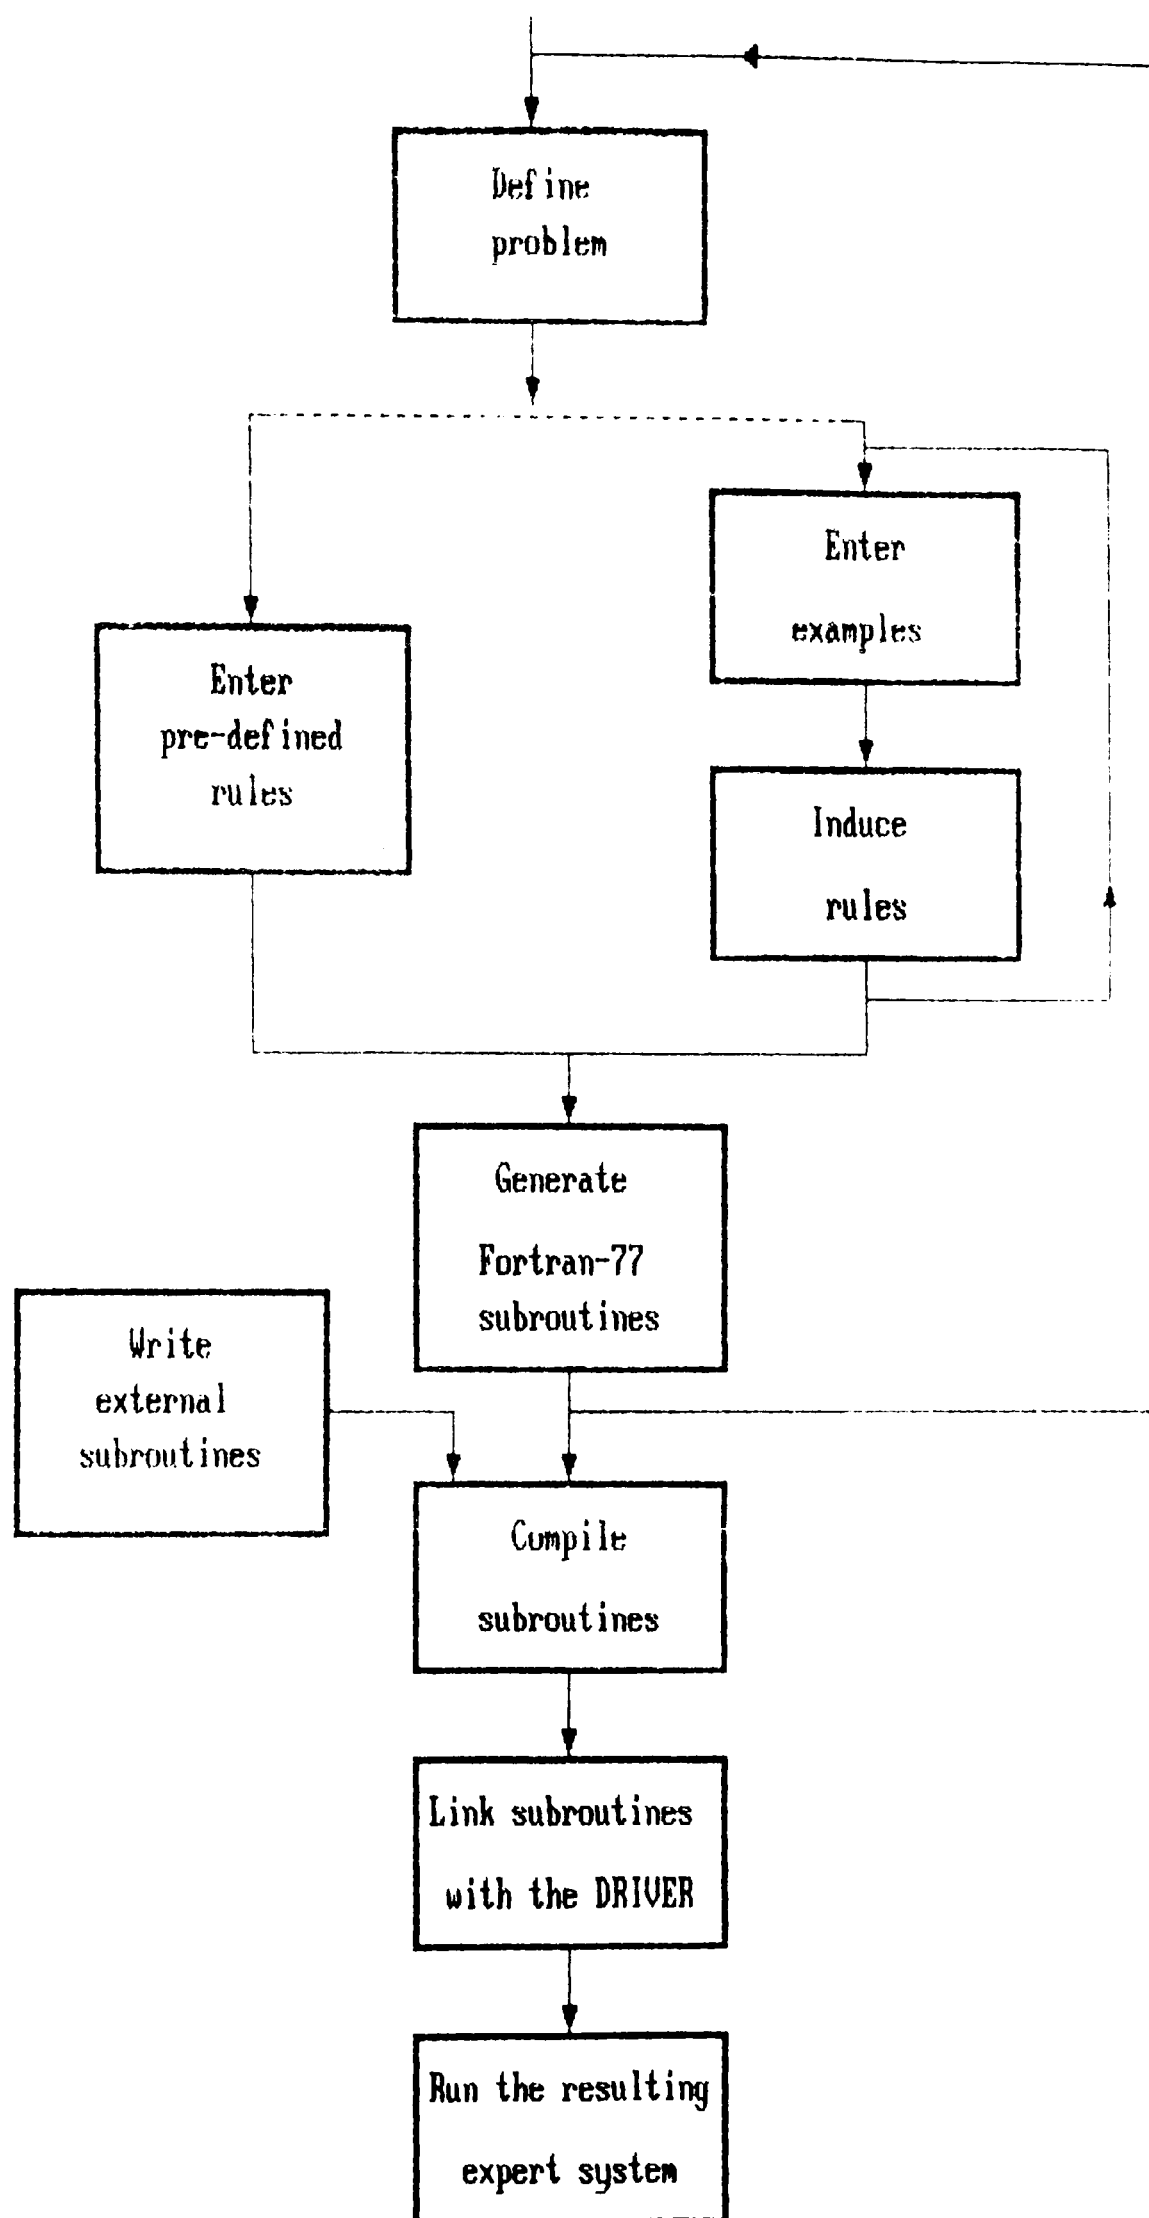 Define
problem
Enter
examples
Enter
pre-defined
rules
Induce
rules
Generate
Fortran-77
subroutines
Write
external
subroutines
Compile
subroutines
Link subroutines
with the DRIVER
Run the resulting
expert system